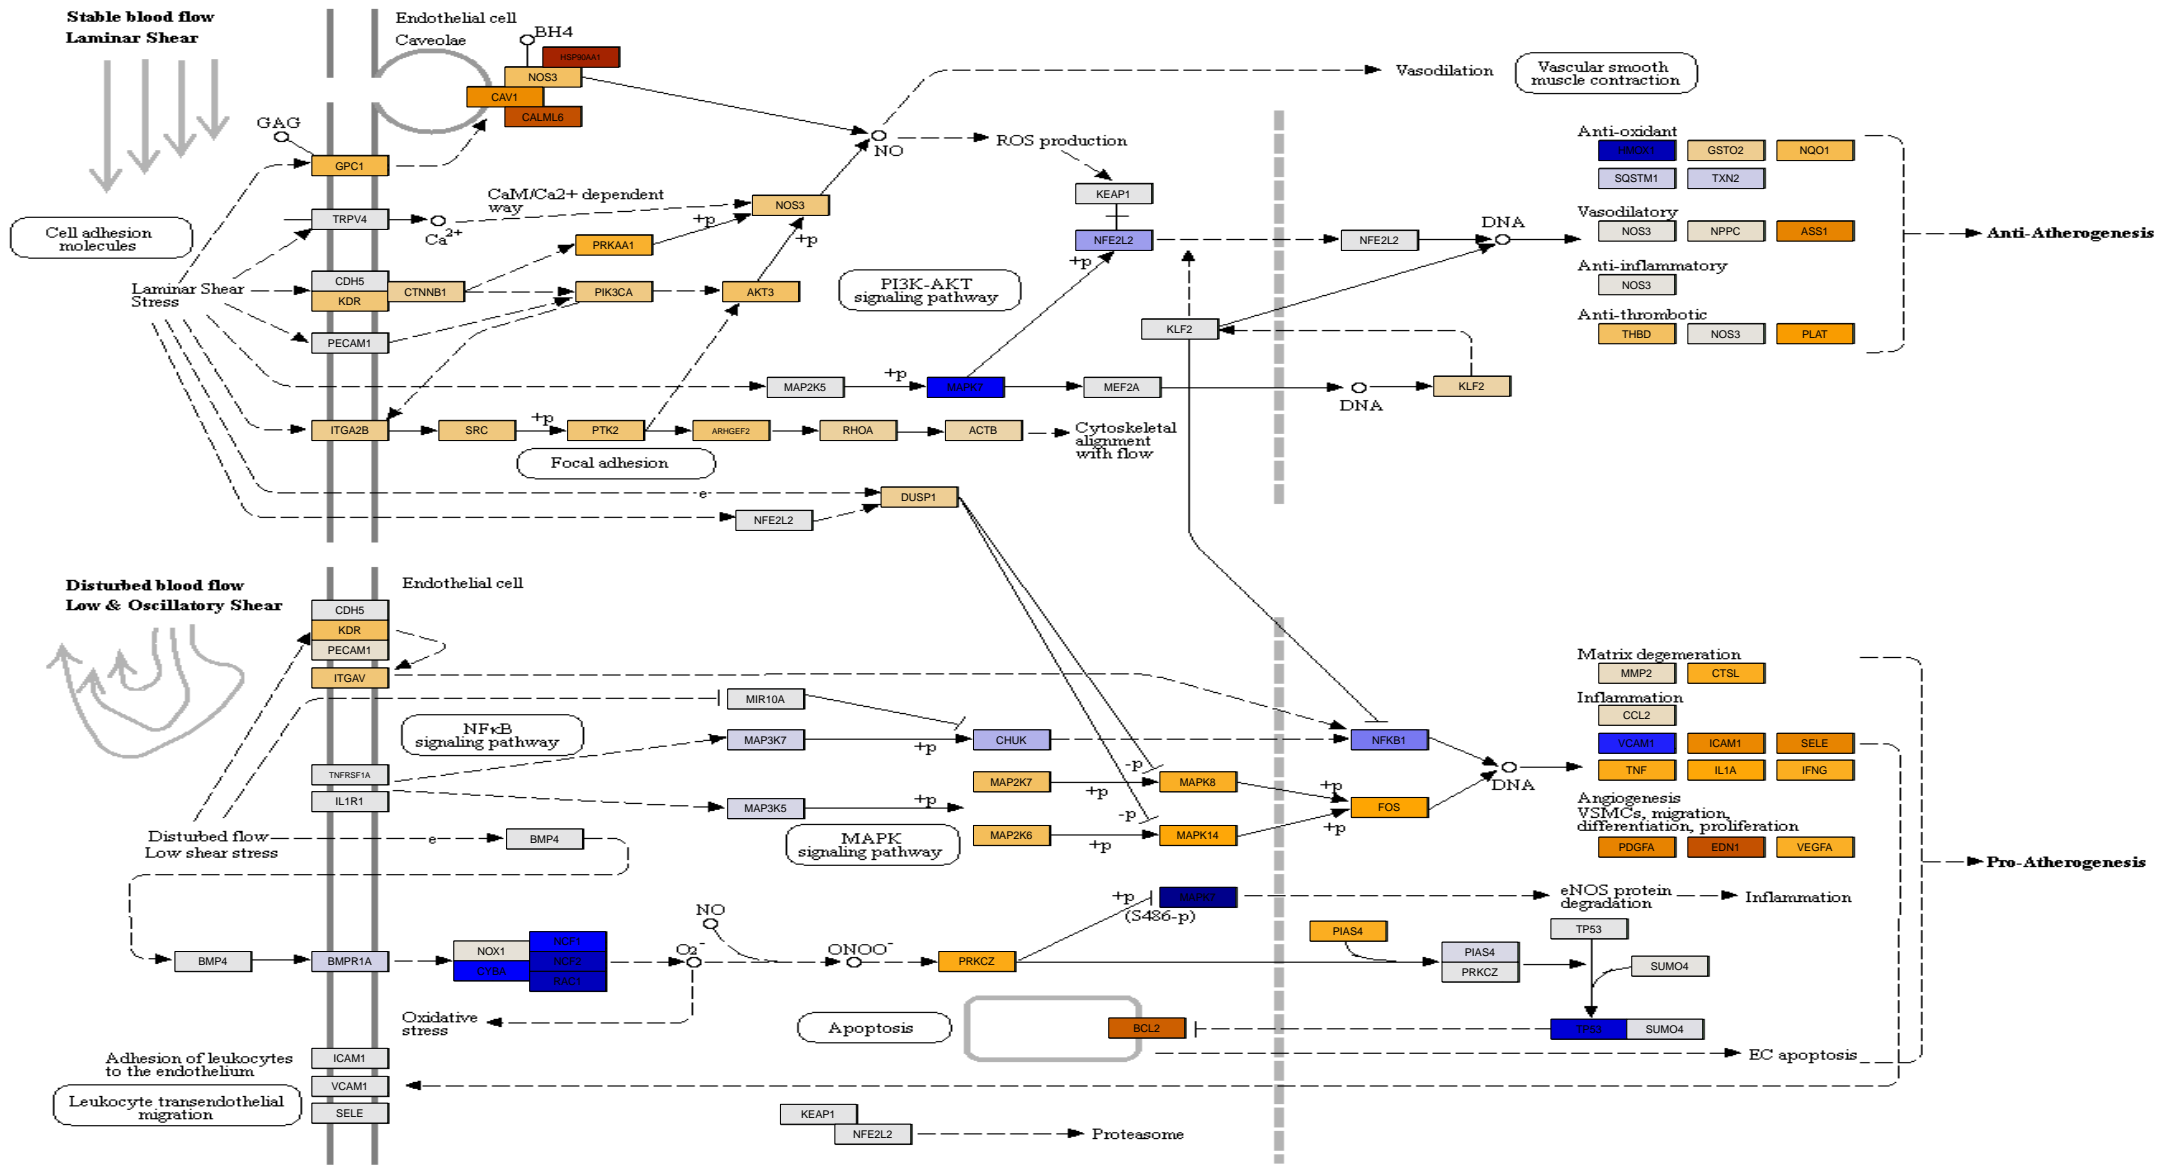 Stable blood flow
Laminar Shear
Endothelial cell
Caveolae
BH4
HSP90AA1
NOS3
CAV1
CALML6
Vasodilation
Vascular smooth
muscle contraction
GAG
GPC1
NO
ROS production
KEAP1
Anti-oxidant
HMOX1
GSTO2
NQO1
SQSTM1
TXN2
Cell adhesion
molecules
TRPV4
Ca2+
CaM/Ca2+ dependent
way
NOS3
+p
+p
PRKAA1
NFE2L2
+p
NFE2L2
DNA
Vasodilatory
NOS3
NPPC
ASS1
Anti-Atherogenesis
Anti-inflammatory
NOS3
Laminar Shear
Stress
CDH5
KDR
CTNNB1
PIK3CA
AKT3
PI3K-AKT
signaling pathway
Anti-thrombotic
THBD
NOS3
PLAT
PECAM1
KLF2
MAP2K5
+p
MAPK7
MEF2A
DNA
KLF2
ITGA2B
SRC
+p
PTK2
ARHGEF2
RHOA
ACTB
Cytoskeletal
alignment
with flow
Focal adhesion
e
DUSP1
NFE2L2
Disturbed blood flow
Low & Oscillatory Shear
Endothelial cell
CDH5
KDR
PECAM1
ITGAV
MIR10A
NFκB
signaling pathway
MAP3K7
+p
CHUK
NFKB1
Matrix degemeration
MMP2
CTSL
Inflammation
CCL2
VCAM1
ICAM1
SELE
TNF
IL1A
IFNG
TNFRSF1A
IL1R1
MAP3K5
+p
MAP2K7
+p
-p
MAPK8
+p
FOS
DNA
MAP2K6
+p
-p
MAPK14
+p
MAPK
signaling pathway
Angiogenesis
VSMCs, migration,
differentiation, proliferation
PDGFA
EDN1
VEGFA
Disturbed flow
Low shear stress
e
BMP4
Pro-Atherogenesis
+p
MAPK7
(S486-p)
eNOS protein
degradation
Inflammation
BMP4
BMPR1A
NOX1
CYBA
NCF1
NCF2
RAC1
O2-
NO
ONOO-
PRKCZ
PIAS4
PIAS4
PRKCZ
TP53
SUMO4
Oxidative
stress
Apoptosis
BCL2
TP53
SUMO4
EC apoptosis
Adhesion of leukocytes
to the endothelium
ICAM1
VCAM1
SELE
Leukocyte transendothelial
migration
KEAP1
NFE2L2
Proteasome